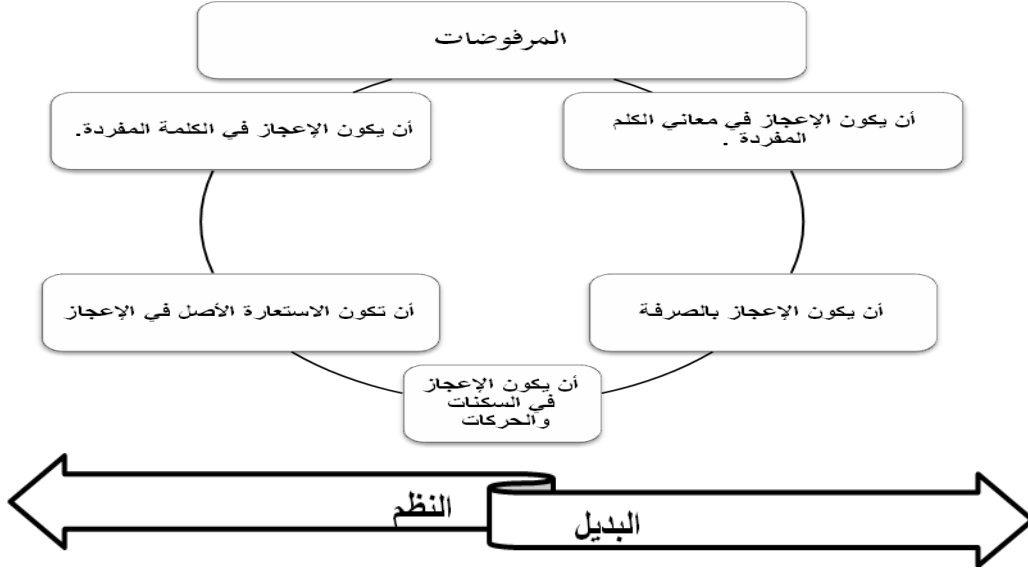 المرفوضات
أن يكون الإعجاز في معاني الكلم
المفردة .
أن يكون الإعجاز في الكلمة المفردة.
أن يكون الإعجاز بالصرفة
أن تكون الاستعارة الأصل في الإعجاز
أن يكون الإعجاز
في السكنات
والحركات
البديل
النظم